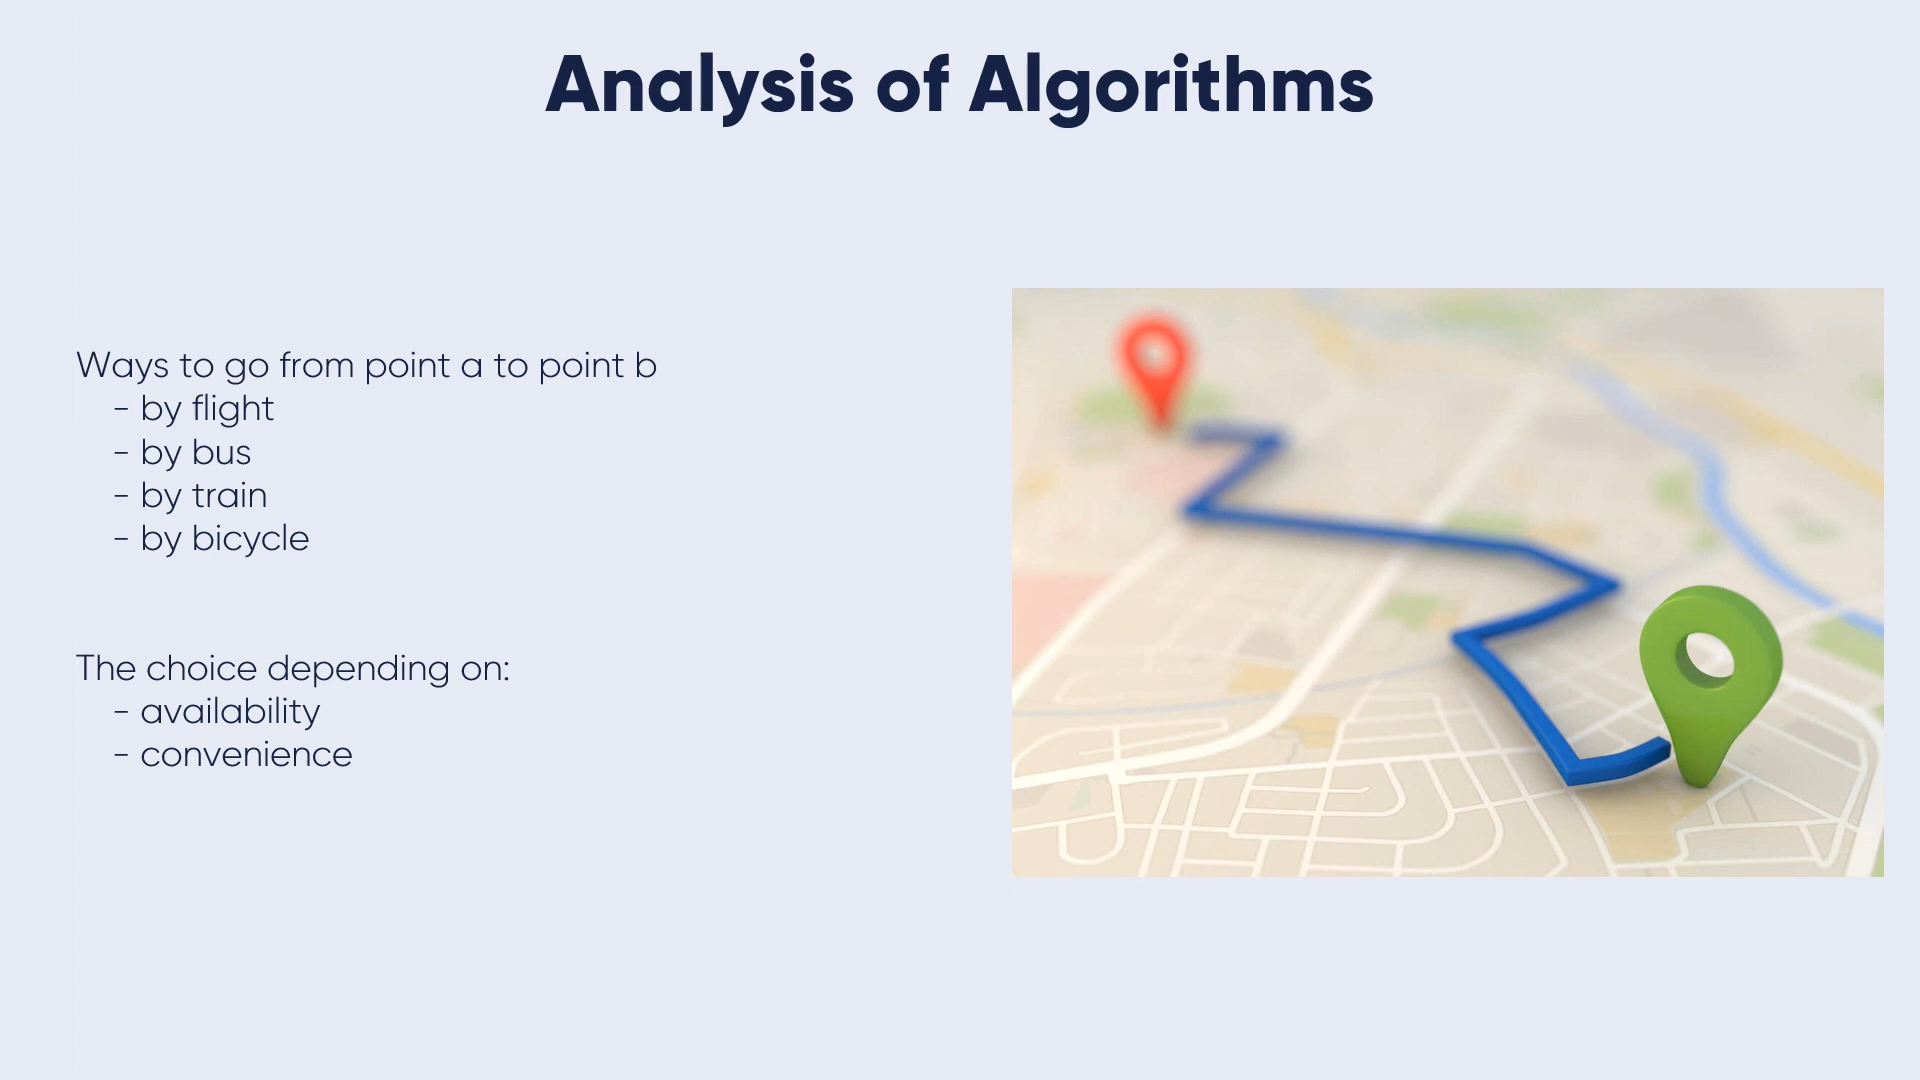 Analysis of Algorithms
Ways to go from point a to point b
- by flight
- by bus
- by train
- by bicycle
The choice depending on:
- availability
- convenience